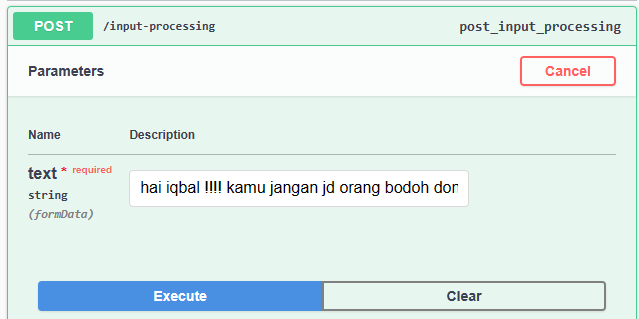 POST /input-processing post_input_processing
Parameters Cancel
Name Description
text * required
string
(formData)
hai iqbal !!!! kamu jangan jd orang bodoh don
Execute Clear